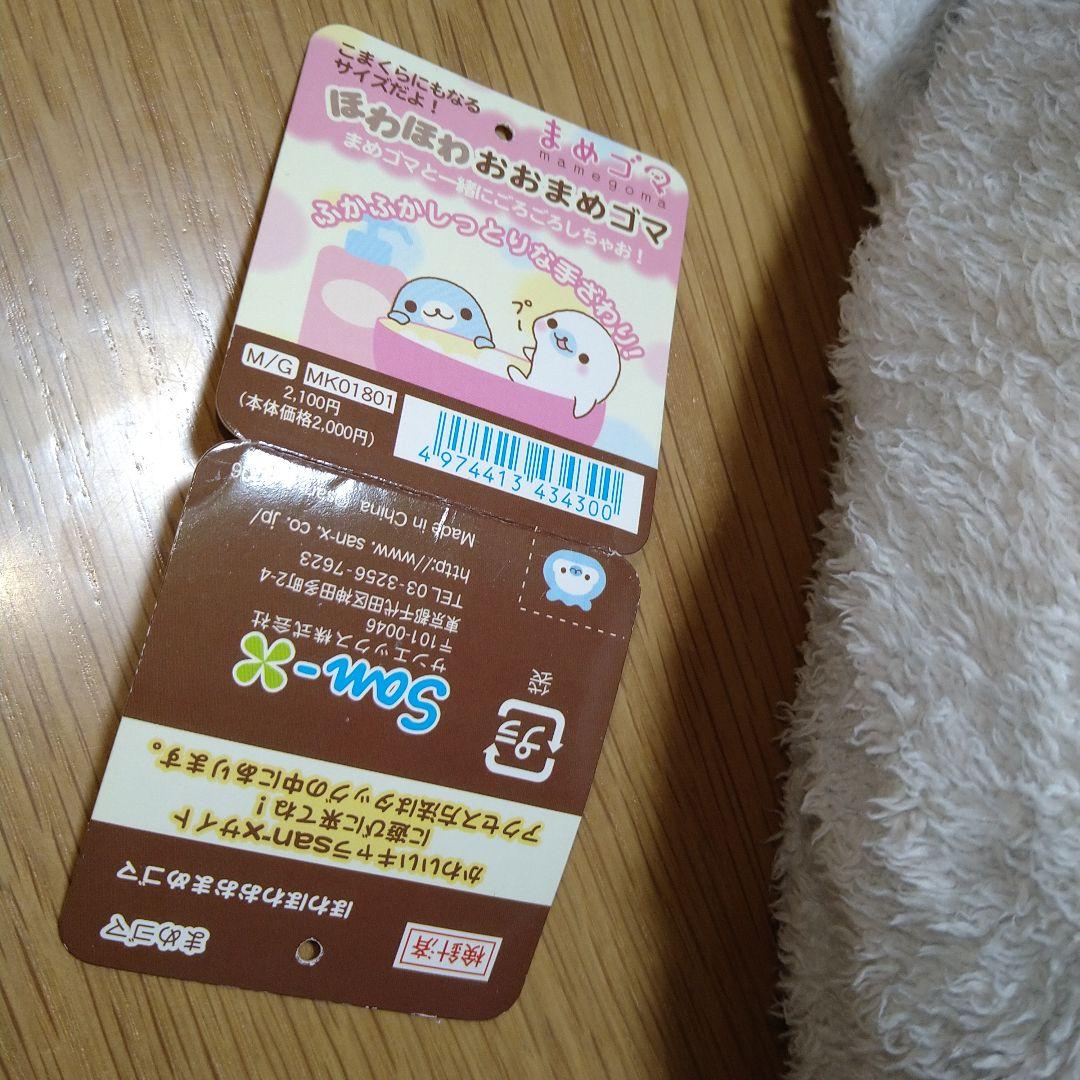 こまくらにもなる
サイズだよ!
まめゴマ
mamegoma
ほわほわ おおまめゴマ
まめゴマと一緒にごろごろしちゃお!
ふかふかしっとりな手ざわり!
プー
M/G MK01801
2,100円
(本体価格2,000円)
4 974413 434300
まめゴマ
検針済
ほわほわおおまめゴマ
かわいいキャラsan-xサイト
に遊びに来てね!
アクセス方法はタッグの中にあります。
San-X
プラ
袋
サンエックス株式会社
〒101-0046
東京都千代田区神田多町2-4
TEL 03-3256-7623
http://www.san-x.co.jp/
Made in China